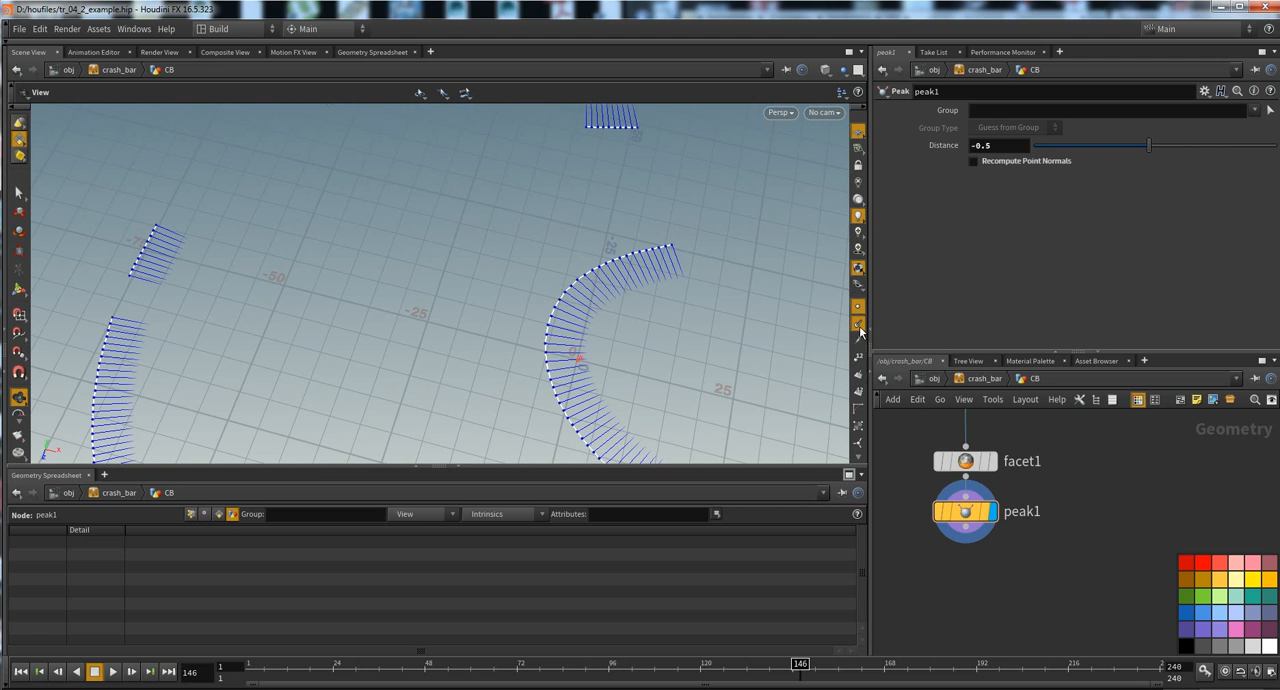 D:/houfiles/tr_04_2_example.hip - Houdini FX 16.5.323
File Edit Render Assets Windows Help Build Main Main
Scene View Animation Editor Render View Composite View Motion FX View Geometry Spreadsheet
obj crash_bar CB
View
Persp No cam
-50
-25
-25
25
Geometry Spreadsheet
obj crash_bar CB
Node: peak1 Group: View Intrinsics Attributes:
Detail
peak1 Take List Performance Monitor
obj crash_bar CB
Peak peak1
Group
Group Type Guess from Group
Distance -0.5
Recompute Point Normals
/obj/crash_bar/CB Tree View Material Palette Asset Browser
obj crash_bar CB
Add Edit Go View Tools Layout Help
Geometry
facet1
peak1
146 1 1 24 48 72 96 120 146 168 192 216 240
1 240